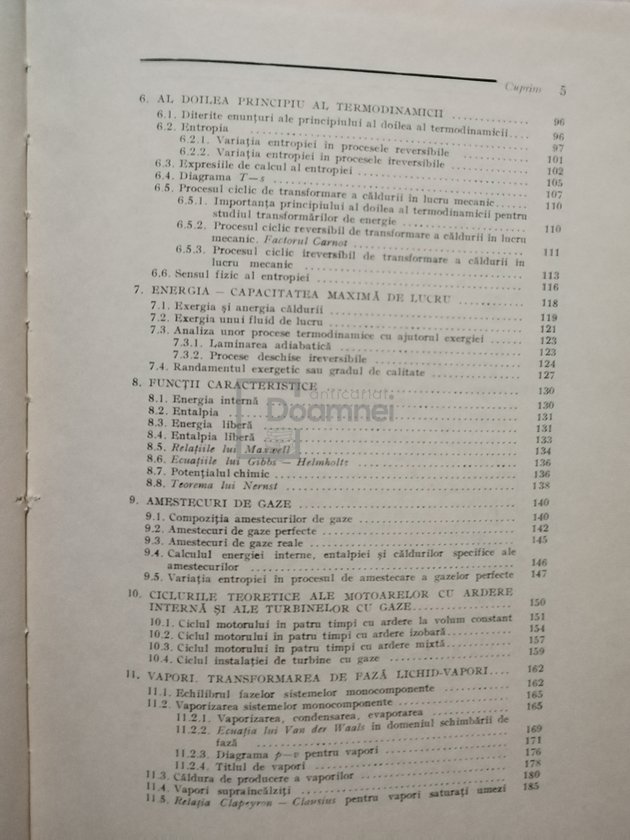 Cuprins 5
6. AL DOILEA PRINCIPIU AL TERMODINAMICII ............. 96
6.1. Diferite enunțuri ale principiului al doilea al termodinamicii .... 96
6.2. Entropia ............. 97
6.2.1. Variația entropiei în procesele reversibile ............. 101
6.2.2. Variația entropiei în procesele ireversibile ............. 102
6.3. Expresiile de calcul al entropiei ............. 105
6.4. Diagrama T—s ............. 107
6.5. Procesul ciclic de transformare a căldurii în lucru mecanic ...... 110
6.5.1. Importanța principiului al doilea al termodinamicii pentru
studiul transformărilor de energie ............. 110
6.5.2. Procesul ciclic reversibil de transformare a căldurii în lucru
mecanic. Factorul Carnot ............. 111
6.5.3. Procesul ciclic ireversibil de transformare a căldurii în
lucru mecanic ............. 113
6.6. Sensul fizic al entropiei ............. 116
7. ENERGIA — CAPACITATEA MAXIMĂ DE LUCRU ............. 118
7.1. Exergia și anergia căldurii ............. 119
7.2. Exergia unui fluid de lucru ............. 121
7.3. Analiza unor procese termodinamice cu ajutorul exergiei ...... 123
7.3.1. Laminarea adiabatică ............. 123
7.3.2. Procese deschise ireversibile ............. 124
7.4. Randamentul exergetic sau gradul de calitate ............. 127
8. FUNCȚII CARACTERISTICE ............. 130
8.1. Energia internă ............. 130
8.2. Entalpia ............. 131
8.3. Energia liberă ............. 131
8.4. Entalpia liberă ............. 133
8.5. Relațiile lui Maxwell ............. 134
8.6. Ecuațiile lui Gibbs — Helmholtz ............. 136
8.7. Potențialul chimic ............. 136
8.8. Teorema lui Nernst ............. 138
anticariat
Doamnei
9. AMESTECURI DE GAZE ............. 140
9.1. Compoziția amestecurilor de gaze ............. 140
9.2. Amestecuri de gaze perfecte ............. 142
9.3. Amestecuri de gaze reale ............. 145
9.4. Calculul energiei interne, entalpiei și căldurilor specifice ale
amestecurilor ............. 146
9.5. Variația entropiei în procesul de amestecare a gazelor perfecte 147
10. CICLURILE TEORETICE ALE MOTOARELOR CU ARDERE
INTERNĂ ȘI ALE TURBINELOR CU GAZE ............. 150
10.1. Ciclul motorului în patru timpi cu ardere la volum constant 151
10.2. Ciclul motorului în patru timpi cu ardere izobară .......... 154
10.3. Ciclul motorului în patru timpi cu ardere mixtă .......... 157
10.4. Ciclul instalației de turbine cu gaze ............. 159
11. VAPORI. TRANSFORMAREA DE FAZĂ LICHID-VAPORI .... 162
11.1. Echilibrul fazelor sistemelor monocomponente ............. 162
11.2. Vaporizarea sistemelor monocomponente ............. 165
11.2.1. Vaporizarea, condensarea, evaporarea ............. 165
11.2.2. Ecuația lui Van der Waals în domeniul schimbării de
fază ............. 169
11.2.3. Diagrama p—v pentru vapori ............. 171
11.2.4. Titlul de vapori ............. 176
11.3. Căldura de producere a vaporilor ............. 178
11.4. Vapori supraîncălziți ............. 180
11.5. Relația Clapeyron — Clausius pentru vapori saturați umezi 185